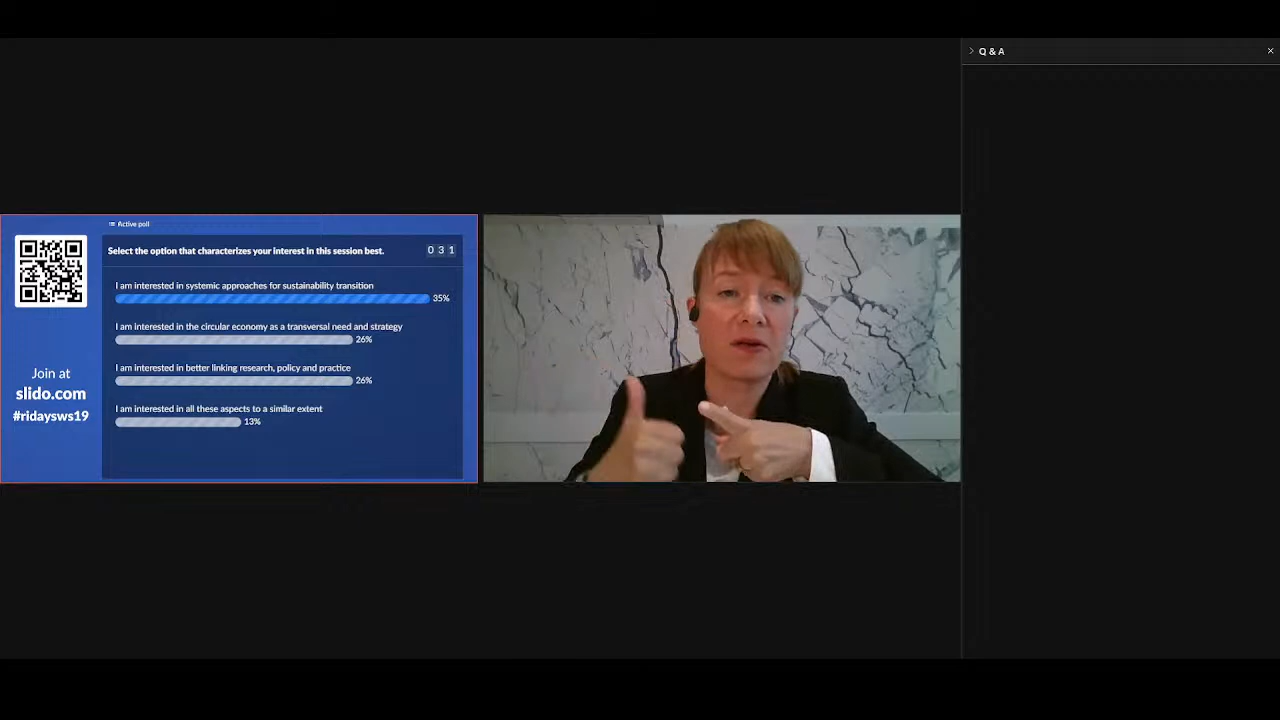 Active poll
Select the option that characterizes your interest in this session best.
0 3 1
I am interested in systemic approaches for sustainability transition
35%
I am interested in the circular economy as a transversal need and strategy
26%
I am interested in better linking research, policy and practice
26%
I am interested in all these aspects to a similar extent
13%
Join at
slido.com
#ridaysws19
Q & A